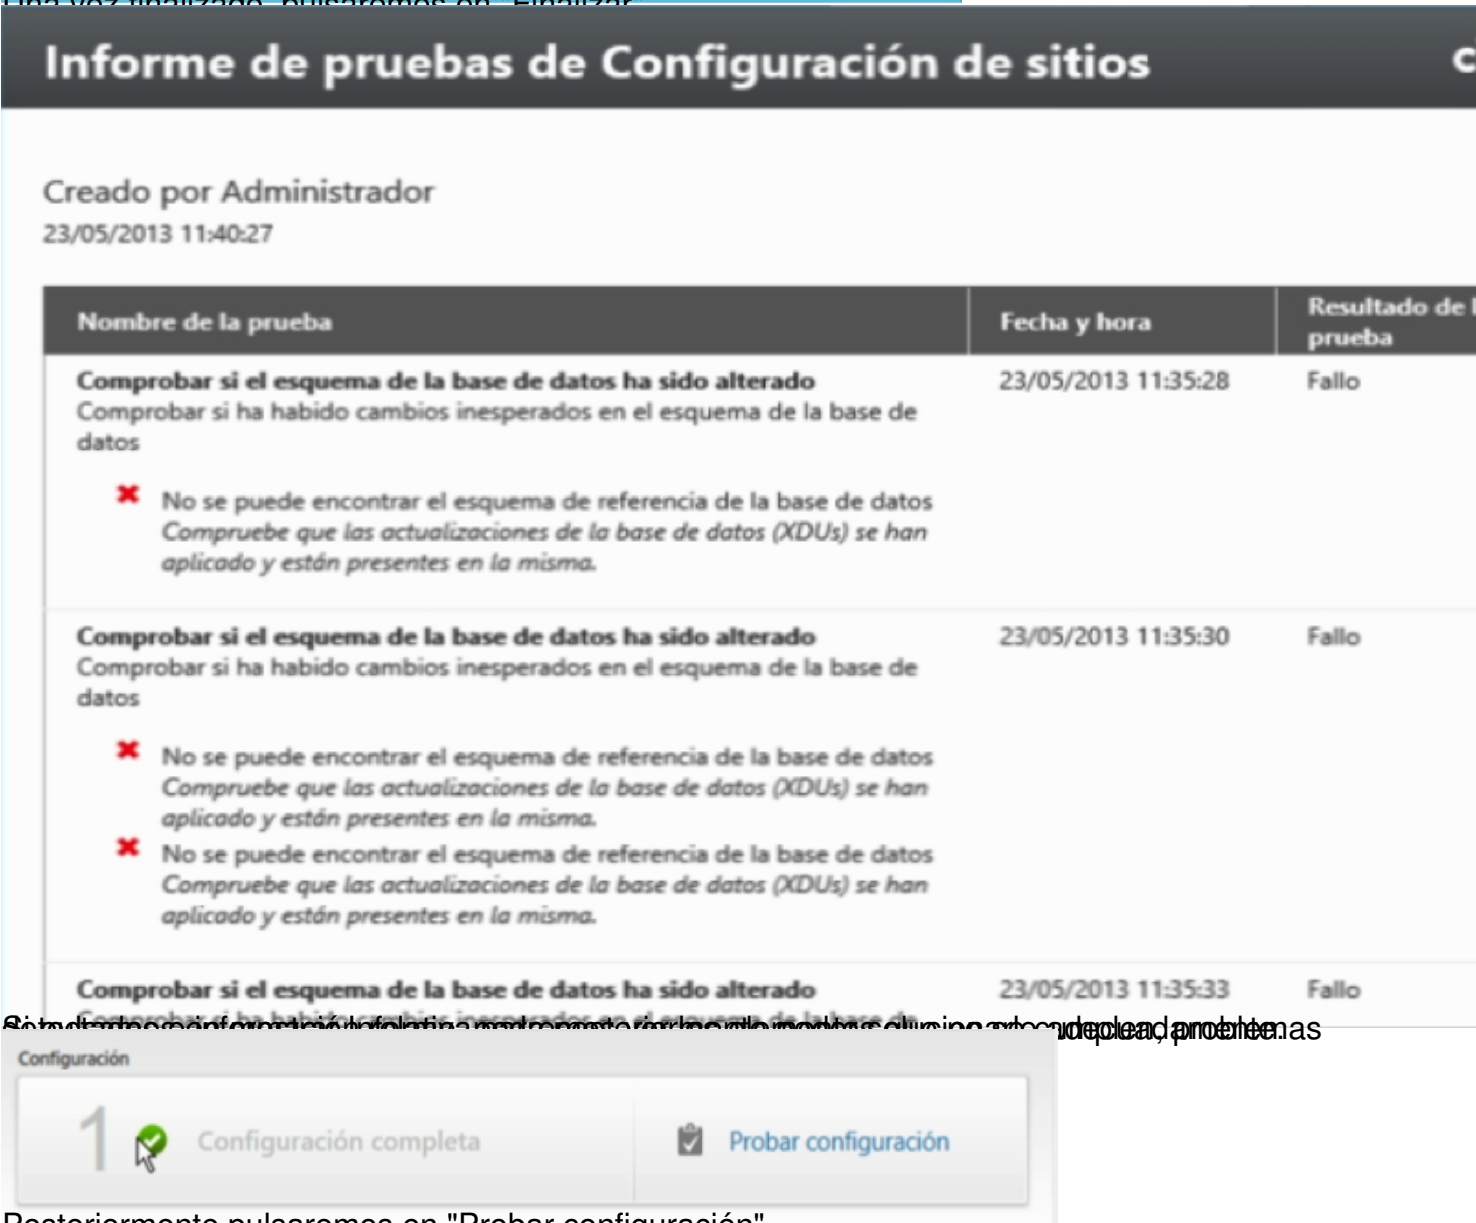 Una vez finalizado, pulsaremos en "Finalizar
Informe de pruebas de Configuración de sitios
Creado por Administrador
23/05/2013 11:40:27
Nombre de la prueba
Fecha y hora
Resultado de
prueba
Comprobar si el esquema de la base de datos ha sido alterado
23/05/2013 11:35:28
Fallo
Comprobar si ha habido cambios inesperados en el esquema de la base de
datos
No se puede encontrar el esquema de referencia de la base de datos
Compruebe que las actualizaciones de la base de datos (XDUs) se han
aplicado y están presentes en la misma.
Comprobar si el esquema de la base de datos ha sido alterado
23/05/2013 11:35:30
Fallo
Comprobar si ha habido cambios inesperados en el esquema de la base de
datos
No se puede encontrar el esquema de referencia de la base de datos
Compruebe que las actualizaciones de la base de datos (XDUs) se han
aplicado y están presentes en la misma.
No se puede encontrar el esquema de referencia de la base de datos
Compruebe que las actualizaciones de la base de datos (XDUs) se han
aplicado y están presentes en la misma.
Comprobar si el esquema de la base de datos ha sido alterado
23/05/2013 11:35:33
Fallo
Configuración
1
Configuración completa
Probar configuración
Posteriormente pulsaremos en "Probar configuración"